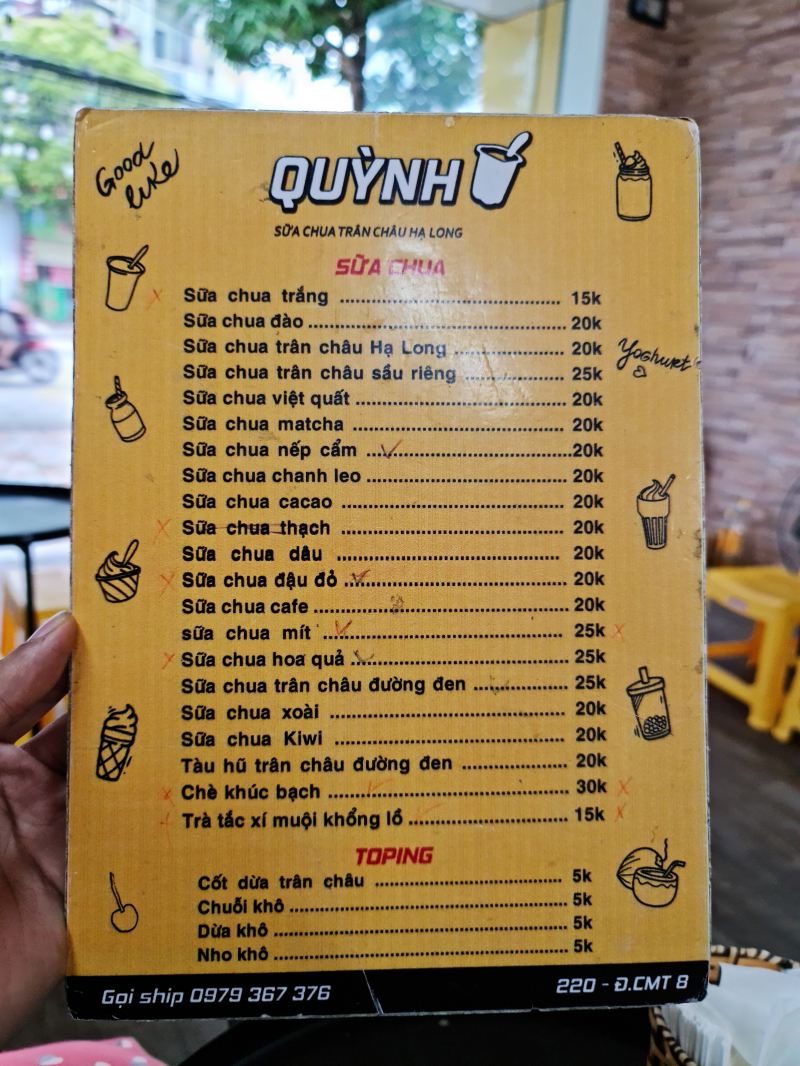 Good
like
QUỲNH
SỮA CHUA TRÂN CHÂU HẠ LONG
SỮA CHUA
Sữa chua trắng ........ 15k
Sữa chua đào ........ 20k
Sữa chua trân châu Hạ Long ........ 20k
Yoghurt
Sữa chua trân châu sầu riêng ........ 25k
Sữa chua việt quất ........ 20k
Sữa chua matcha ........ 20k
Sữa chua nếp cẩm ........ 20k
Sữa chua chanh leo ........ 20k
Sữa chua cacao ........ 20k
Sữa chua thạch ........ 20k
Sữa chua dâu ........ 20k
Sữa chua đậu đỏ ........ 20k
Sữa chua cafe ........ 20k
sữa chua mít ........ 25k
Sữa chua hoa quả ........ 25k
Sữa chua trân châu đường đen ........ 25k
Sữa chua xoài ........ 20k
Sữa chua Kiwi ........ 20k
Tàu hũ trân châu đường đen ........ 20k
Chè khúc bạch ........ 30k
Trà tắc xí muội khổng lồ ........ 15k
TOPING
Cốt dừa trân châu ........ 5k
Chuối khô ........ 5k
Dừa khô ........ 5k
Nho khô ........ 5k
Gọi ship 0979 367 376
220 - Đ.CMT 8